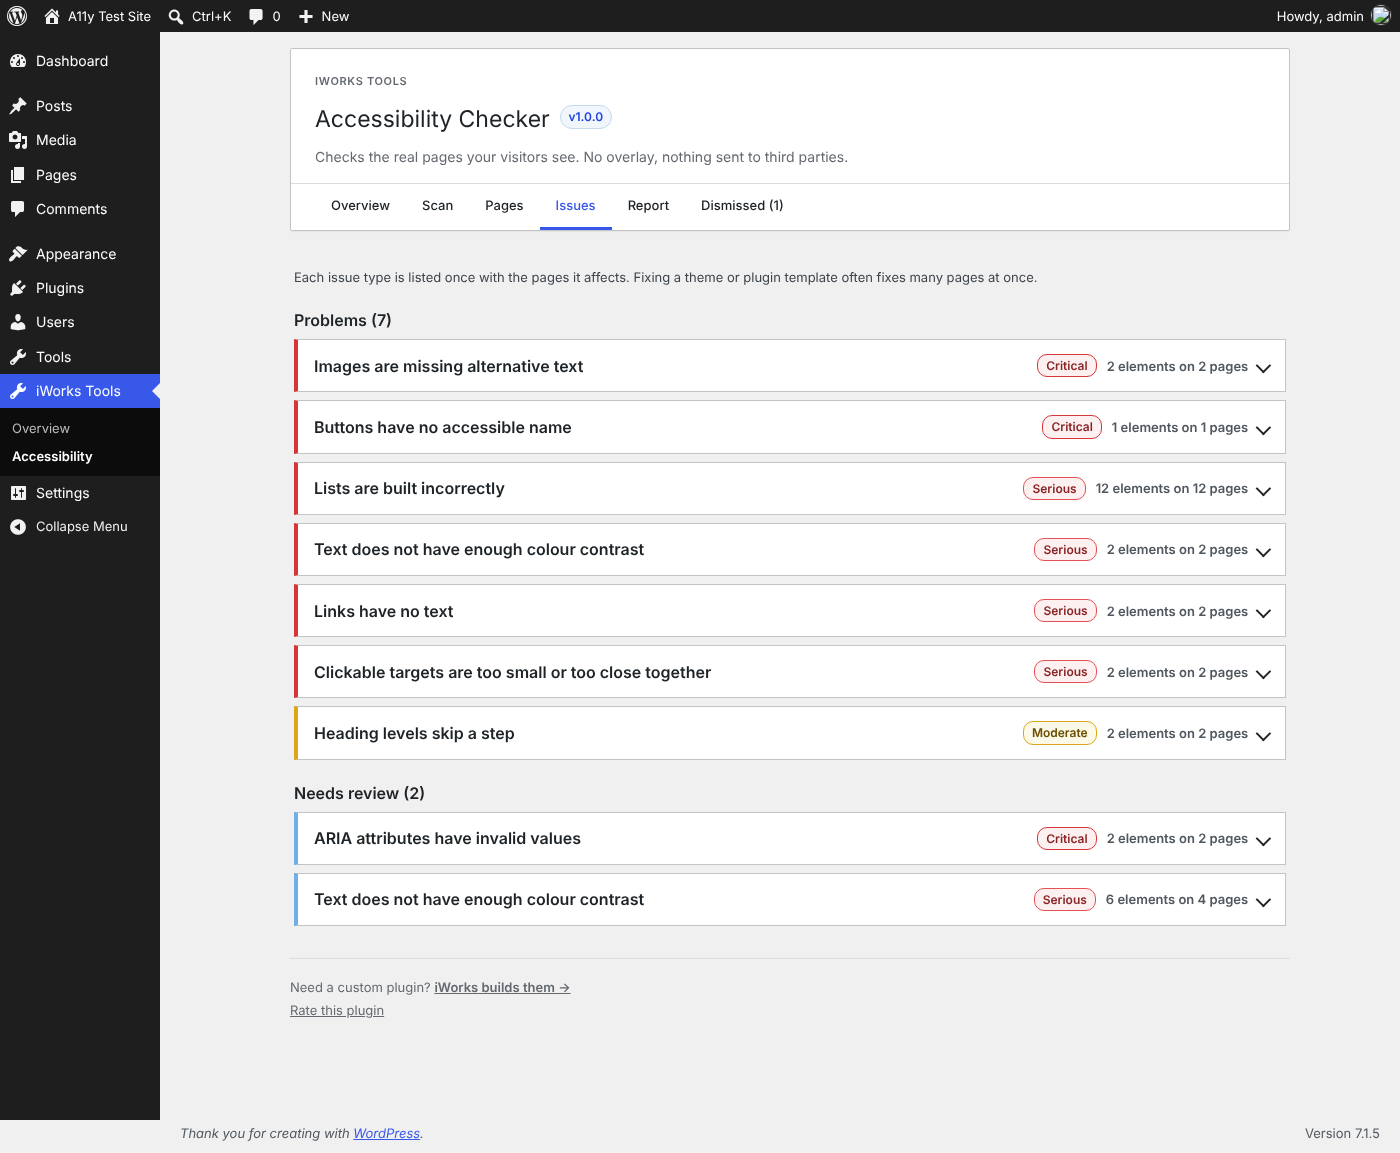 A11y Test Site
Ctrl+K
0
New
Howdy, admin
Dashboard
Posts
Media
Pages
Comments
Appearance
Plugins
Users
Tools
iWorks Tools
Overview
Accessibility
Settings
Collapse Menu
IWORKS TOOLS
Accessibility Checker v1.0.0
Checks the real pages your visitors see. No overlay, nothing sent to third parties.
Overview Scan Pages Issues Report Dismissed (1)
Each issue type is listed once with the pages it affects. Fixing a theme or plugin template often fixes many pages at once.
Problems (7)
Images are missing alternative text Critical 2 elements on 2 pages
Buttons have no accessible name Critical 1 elements on 1 pages
Lists are built incorrectly Serious 12 elements on 12 pages
Text does not have enough colour contrast Serious 2 elements on 2 pages
Links have no text Serious 2 elements on 2 pages
Clickable targets are too small or too close together Serious 2 elements on 2 pages
Heading levels skip a step Moderate 2 elements on 2 pages
Needs review (2)
ARIA attributes have invalid values Critical 2 elements on 2 pages
Text does not have enough colour contrast Serious 6 elements on 4 pages
Need a custom plugin? iWorks builds them →
Rate this plugin
Thank you for creating with WordPress.
Version 7.1.5